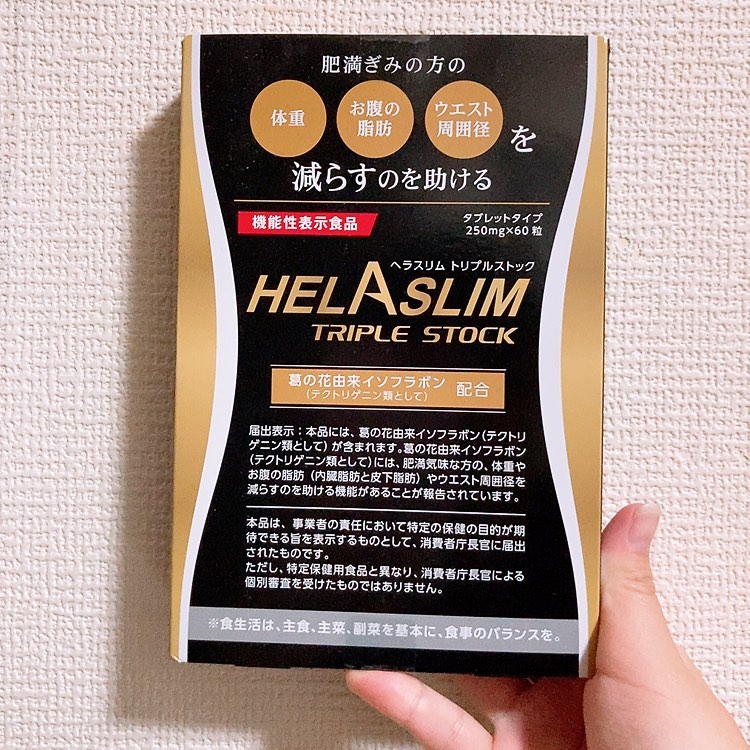 肥満ぎみの方の
体重
お腹の
脂肪
ウエスト
周囲径
を
減らすのを助ける
機能性表示食品
タブレットタイプ
250mg×60粒
ヘラスリム トリプルストック
HELASLIM
TRIPLE STOCK
葛の花由来イソフラボン
(テクトリゲニン類として)
配合
届出表示:本品には、葛の花由来イソフラボン(テクトリ
ゲニン類として)が含まれます。葛の花由来イソフラボン
(テクトリゲニン類として)には、肥満気味な方の、体重や
お腹の脂肪(内臓脂肪と皮下脂肪)やウエスト周囲径を
減らすのを助ける機能があることが報告されています。
本品は、事業者の責任において特定の保健の目的が期
待できる旨を表示するものとして、消費者庁長官に届出
されたものです。
ただし、特定保健用食品と異なり、消費者庁長官による
個別審査を受けたものではありません。
※食生活は、主食、主菜、副菜を基本に、食事のバランスを。